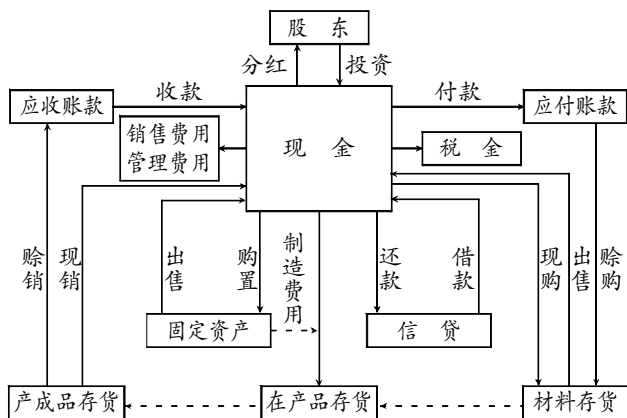 股 东
分红
投资
应收账款
收款
付款
应付账款
销售费用
管理费用
现 金
税 金
赊销
现销
出售
购置
制造费用
还款
借款
现购
出售
赊购
固定资产
信 贷
产成品存货
在产品存货
材料存货